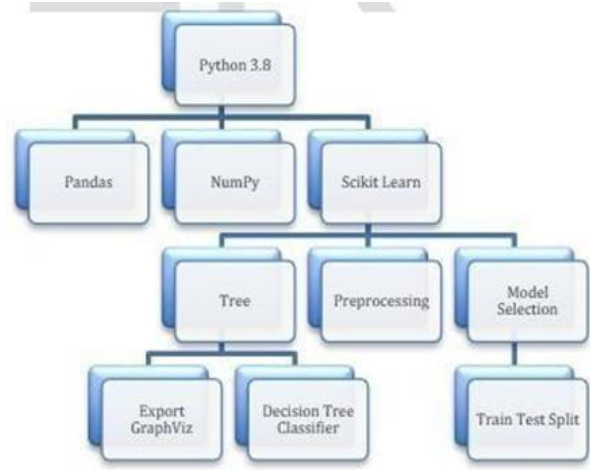 Python 3.8
Pandas
NumPy
Scikit Learn
Tree
Preprocessing
Model
Selection
Export
GraphViz
Decision Tree
Classifier
Train Test Split